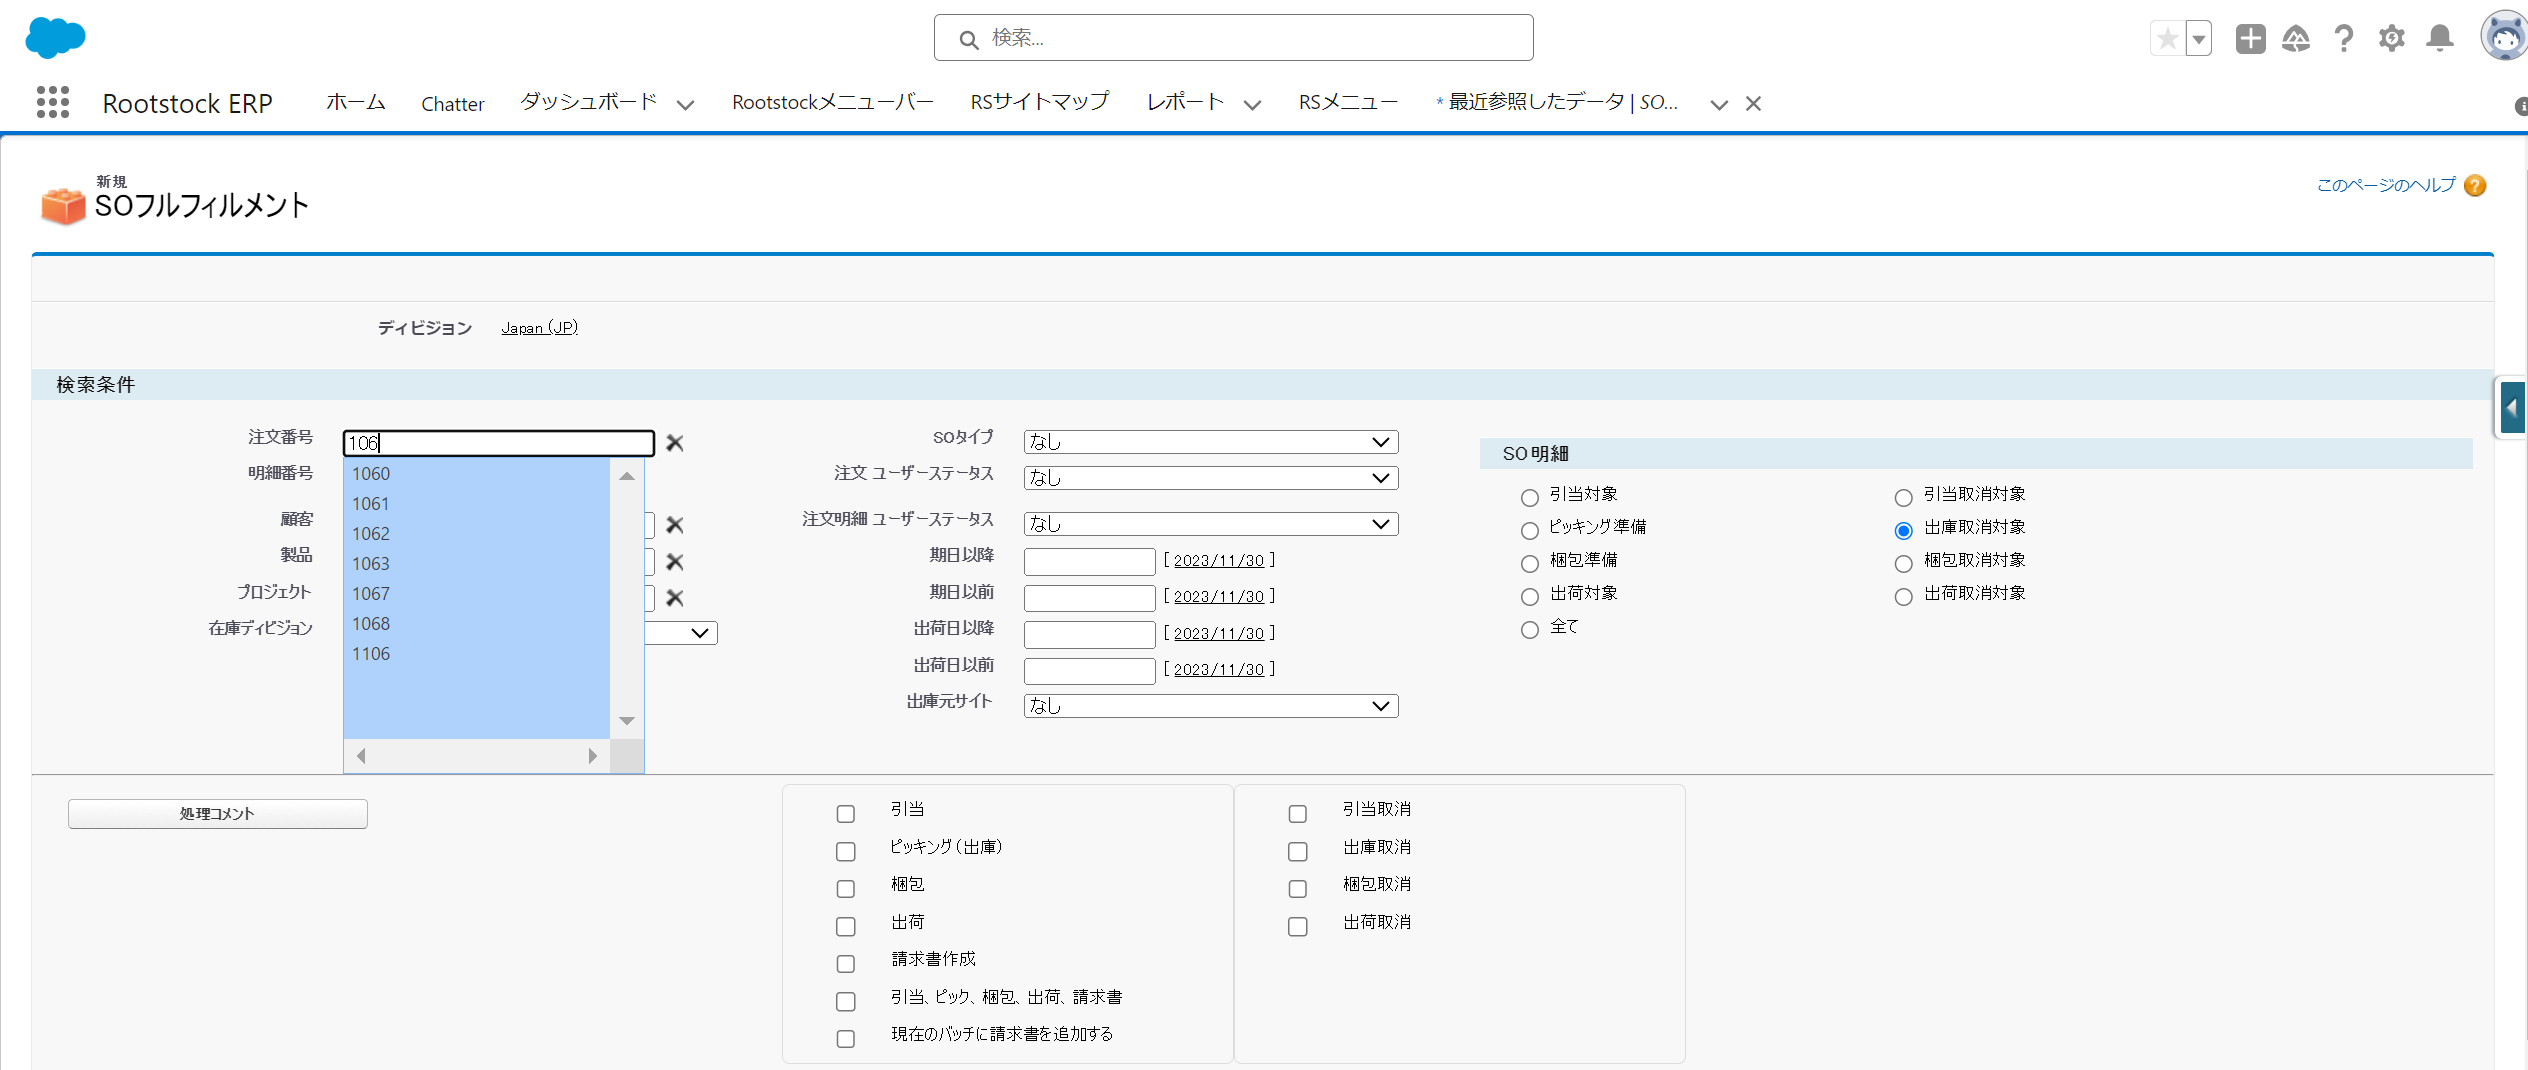 検索...
Rootstock ERP
ホーム
Chatter
ダッシュボード
Rootstockメニューバー
RSサイトマップ
レポート
RSメニュー
* 最近参照したデータ | SO...
新規
SOフルフィルメント
このページのヘルプ
ディビジョン Japan (JP)
検索条件
注文番号 106
1060
1061
1062
1063
1067
1068
1106
明細番号
顧客
製品
プロジェクト
在庫ディビジョン
SOタイプ なし
注文 ユーザーステータス なし
注文明細 ユーザーステータス なし
期日以降 [ 2023/11/30 ]
期日以前 [ 2023/11/30 ]
出荷日以降 [ 2023/11/30 ]
出荷日以前 [ 2023/11/30 ]
出庫元サイト なし
SO明細
引当対象 引当取消対象
ピッキング準備 出庫取消対象
梱包準備 梱包取消対象
出荷対象 出荷取消対象
全て
処理コメント
引当
ピッキング(出庫)
梱包
出荷
請求書作成
引当、ピック、梱包、出荷、請求書
現在のバッチに請求書を追加する
引当取消
出庫取消
梱包取消
出荷取消